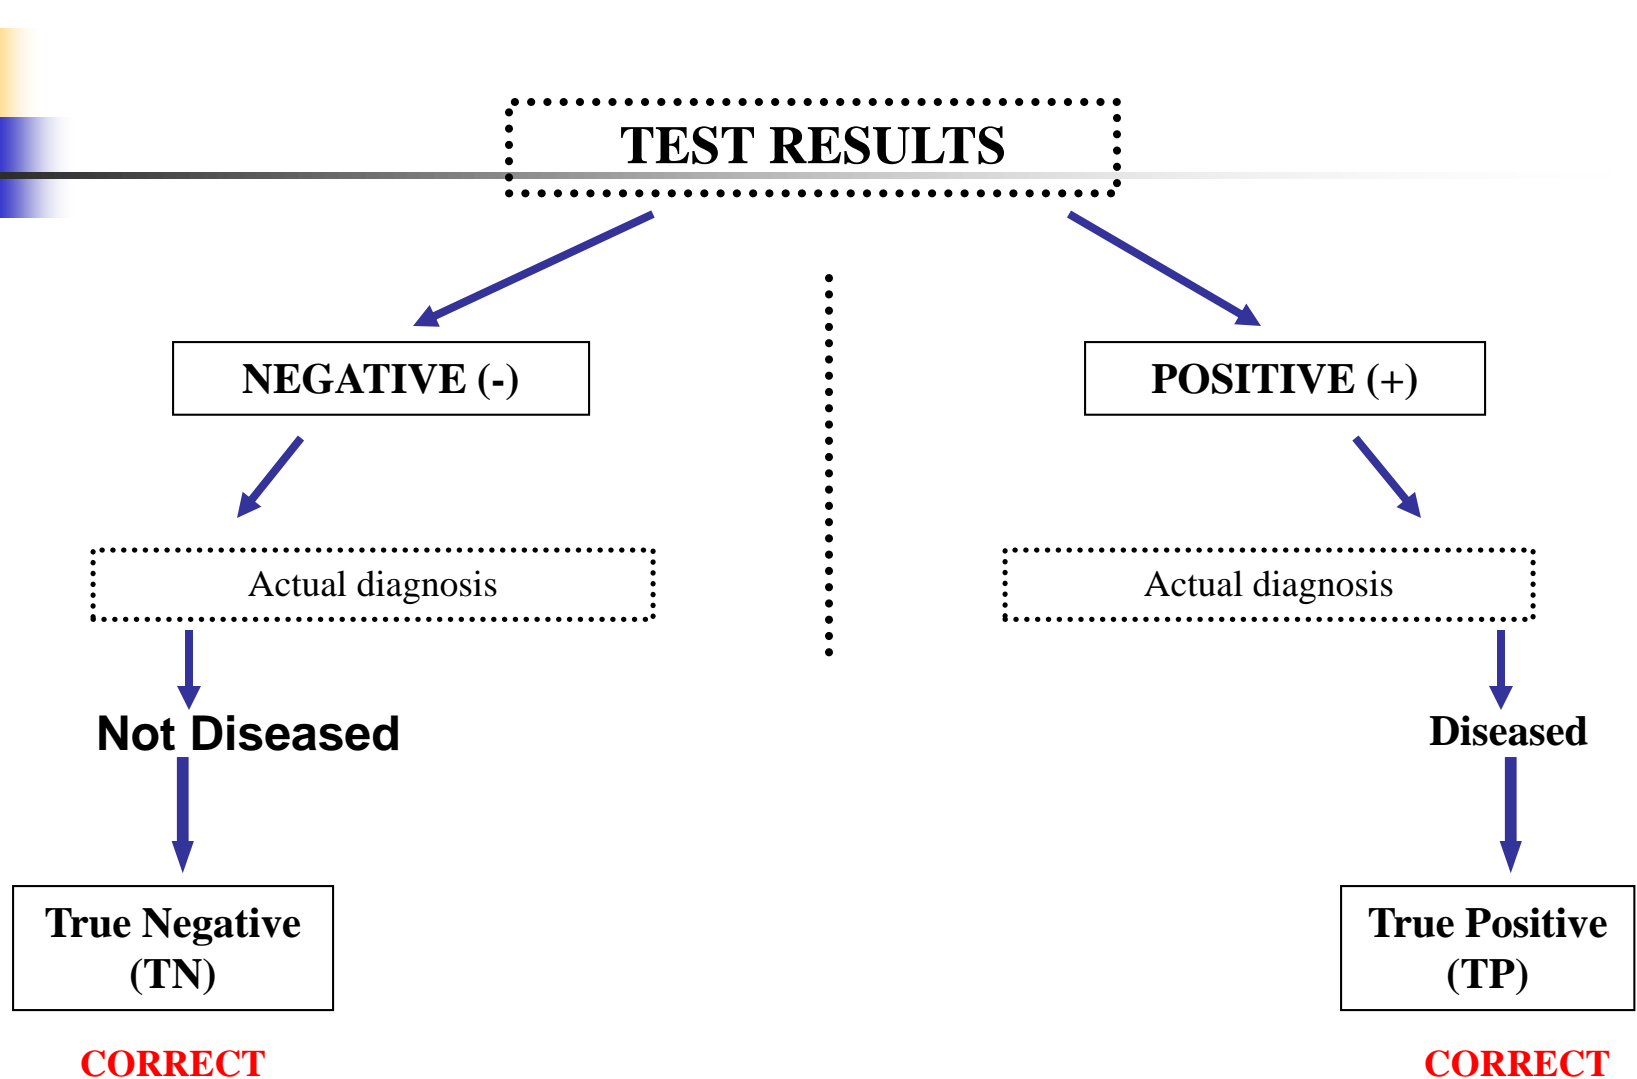 TEST RESULTS
NEGATIVE (-)
POSITIVE (+)
Actual diagnosis
Actual diagnosis
Not Diseased
Diseased
True Negative
(TN)
True Positive
(TP)
CORRECT
CORRECT